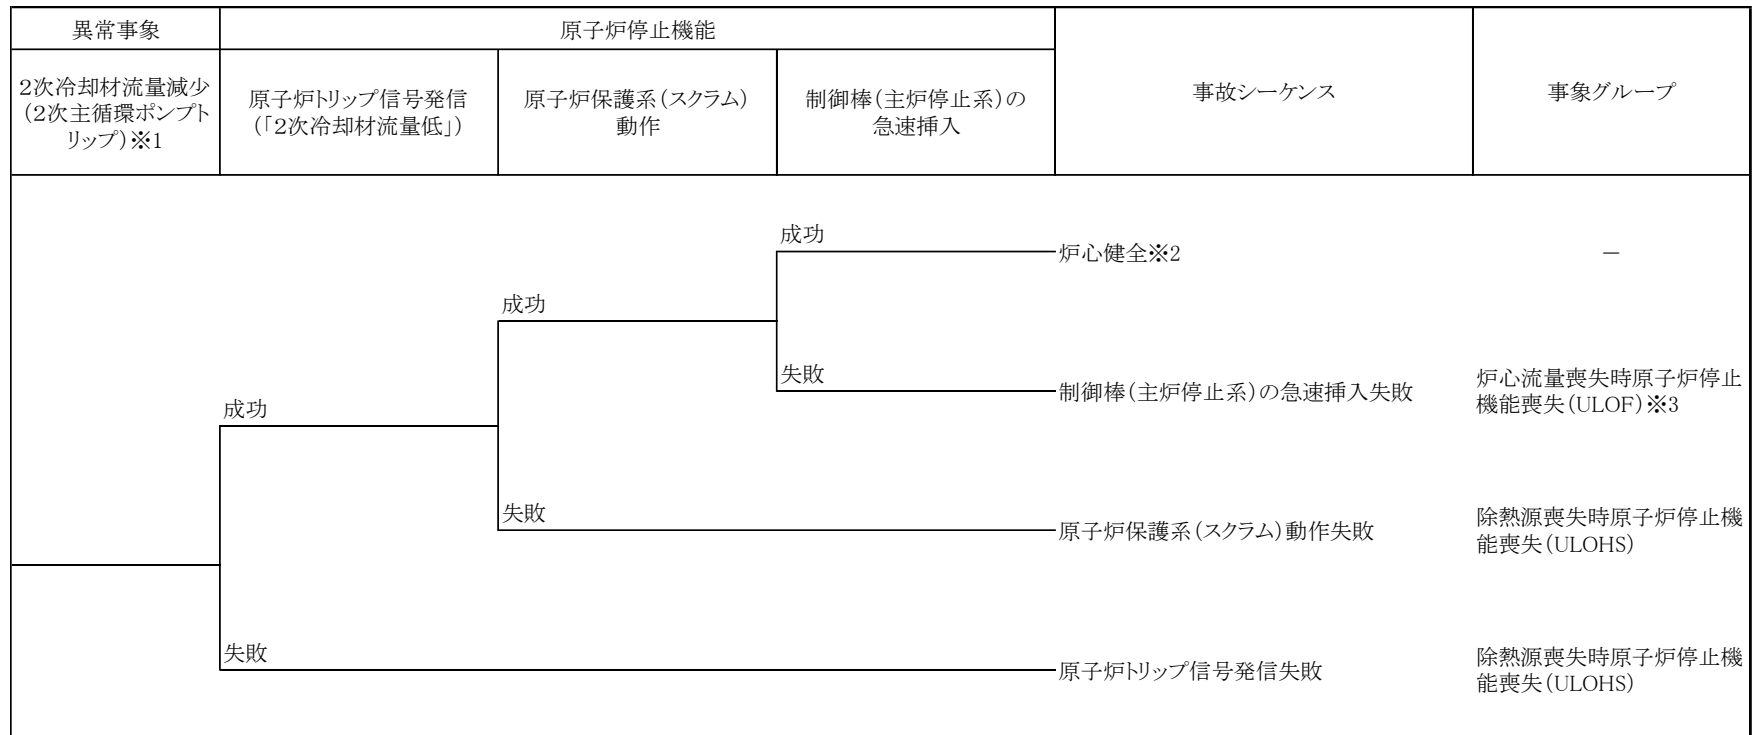 異常事象
原子炉停止機能
2次冷却材流量減少
(2次主循環ポンプト
リップ)※1
原子炉トリップ信号発信
(「2次冷却材流量低」)
原子炉保護系(スクラム)
動作
制御棒(主炉停止系)の
急速挿入
事故シーケンス
事象グループ
成功
炉心健全※2
－
成功
失敗
制御棒(主炉停止系)の急速挿入失敗
炉心流量喪失時原子炉停止
機能喪失(ULOF)※3
成功
失敗
原子炉保護系(スクラム)動作失敗
除熱源喪失時原子炉停止機
能喪失(ULOHS)
失敗
原子炉トリップ信号発信失敗
除熱源喪失時原子炉停止機
能喪失(ULOHS)